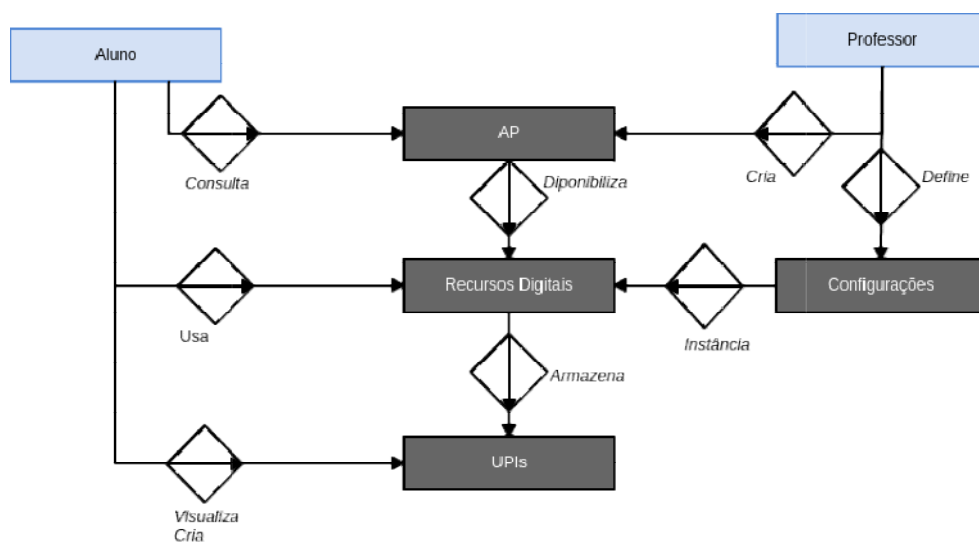 Aluno
Professor
AP
Consulta
Diponibiliza
Cria
Define
Recursos Digitais
Configurações
Usa
Instância
Armazena
UPIs
Visualiza
Cria